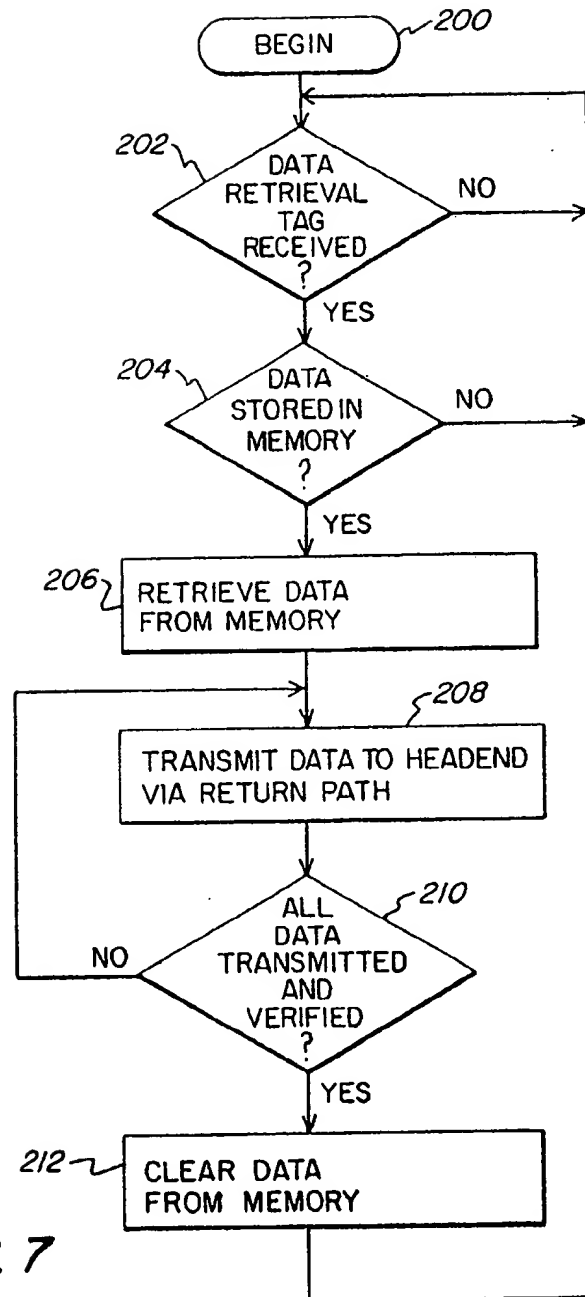 BEGIN
200
202
DATA
RETRIEVAL
TAG
RECEIVED
?
NO
YES
204
DATA
STORED IN
MEMORY
?
NO
YES
206
RETRIEVE DATA
FROM MEMORY
208
TRANSMIT DATA TO HEADEND
VIA RETURN PATH
210
ALL
DATA
TRANSMITTED
AND
VERIFIED
?
NO
YES
212
CLEAR DATA
FROM MEMORY
7